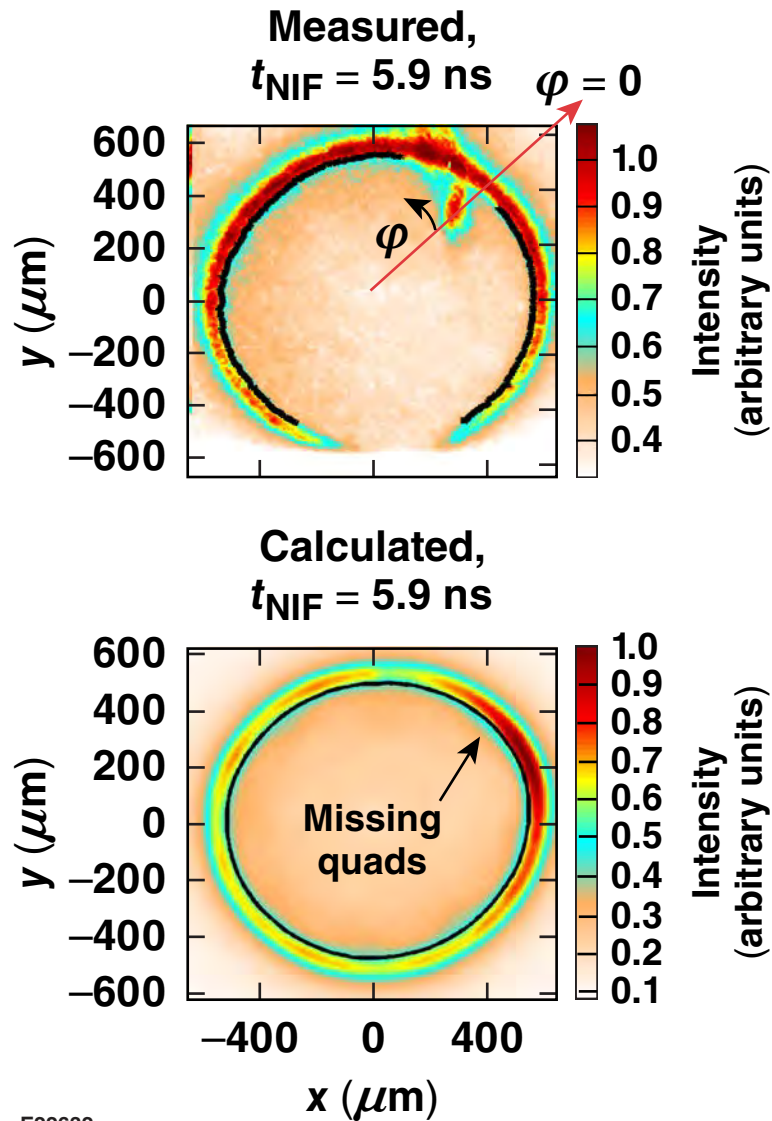 Measured,
t_NIF = 5.9 ns
φ = 0
600
400
200
0
–200
–400
–600
y (μm)
φ
1.0
0.9
0.8
0.7
0.6
0.5
0.4
Intensity
(arbitrary units)
Calculated,
t_NIF = 5.9 ns
600
400
200
0
–200
–400
–600
y (μm)
Missing
quads
1.0
0.9
0.8
0.7
0.6
0.5
0.4
0.3
0.2
0.1
Intensity
(arbitrary units)
–400 0 400
x (μm)